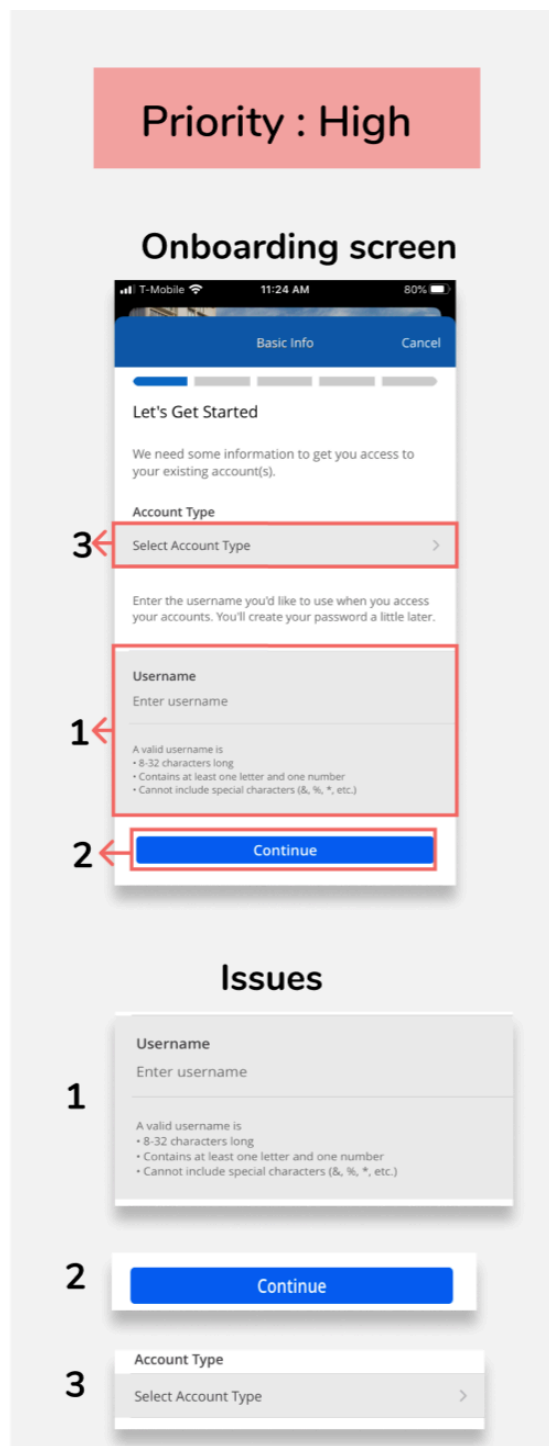 Priority : High
Onboarding screen
T-Mobile 11:24 AM 80%
Basic Info Cancel
Let's Get Started
We need some information to get you access to
your existing account(s).
Account Type
3
Select Account Type >
Enter the username you'd like to use when you access
your accounts. You'll create your password a little later.
Username
Enter username
1
A valid username is
• 8-32 characters long
• Contains at least one letter and one number
• Cannot include special characters (&, %, *, etc.)
2
Continue
Issues
Username
Enter username
1
A valid username is
• 8-32 characters long
• Contains at least one letter and one number
• Cannot include special characters (&, %, *, etc.)
2
Continue
Account Type
3
Select Account Type >